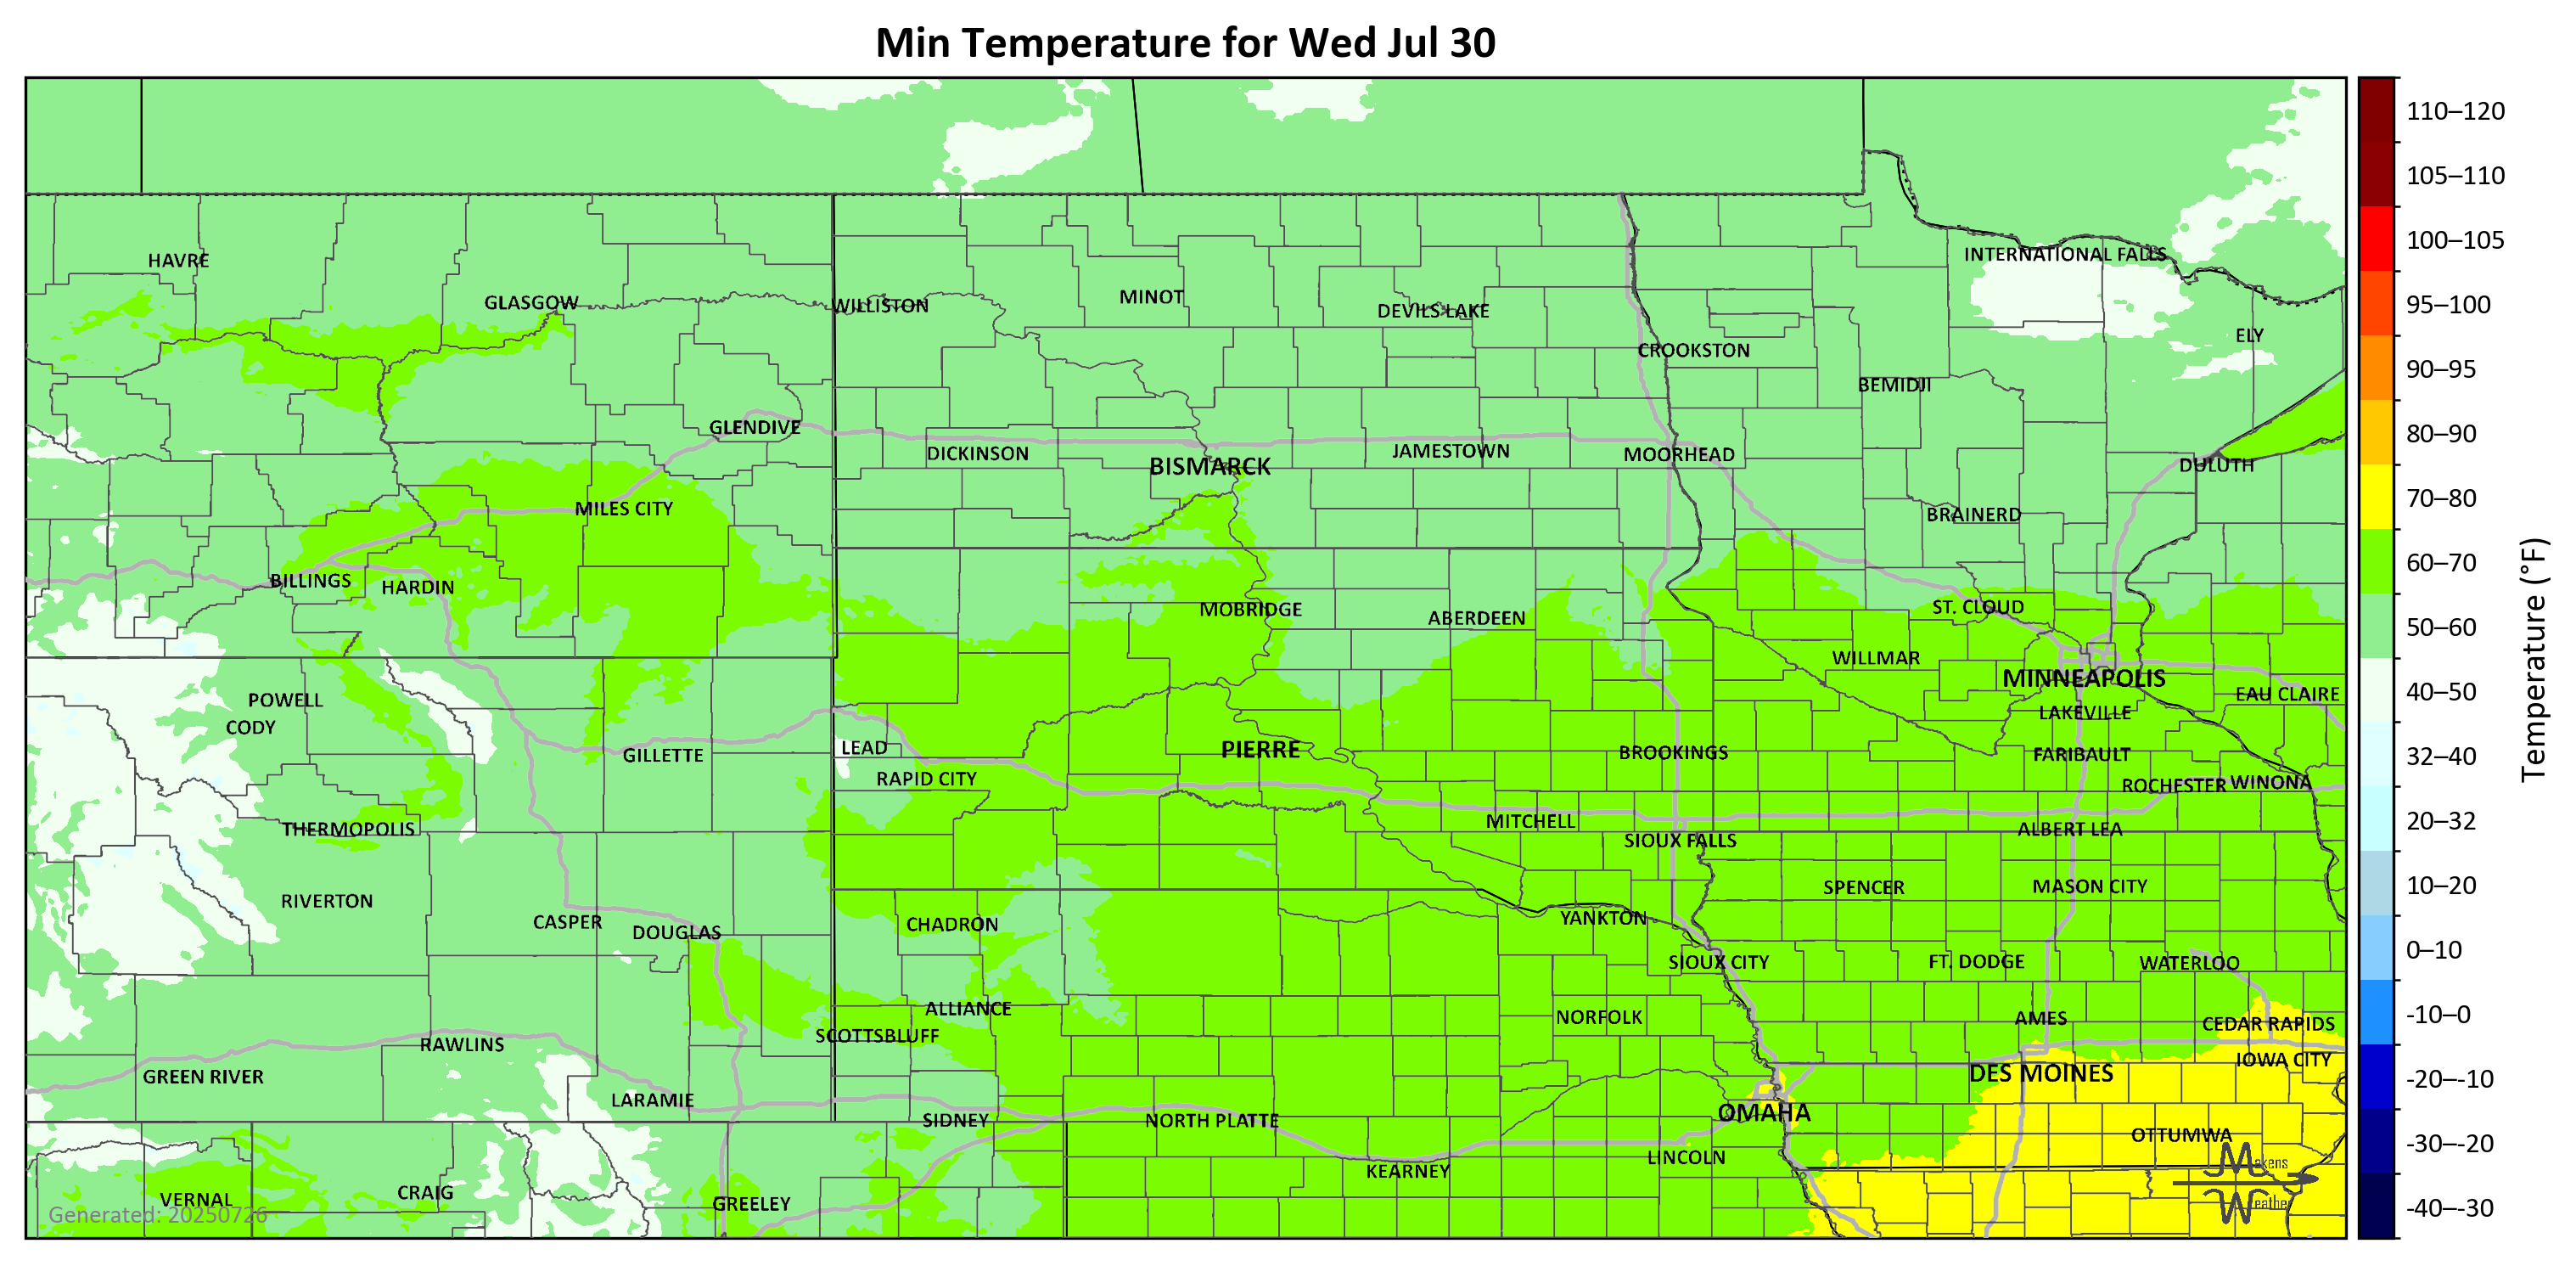 Min Temperature for Wed Jul 30
110–120
105–110
100–105
95–100
90–95
80–90
70–80
60–70
50–60
40–50
32–40
20–32
10–20
0–10
-10–0
-20–-10
-30–-20
-40–-30
Temperature (°F)
INTERNATIONAL FALLS
HAVRE
GLASGOW
WILLISTON
MINOT
DEVILS LAKE
ELY
CROOKSTON
BEMIDJI
GLENDIVE
DICKINSON
BISMARCK
JAMESTOWN
MOORHEAD
DULUTH
MILES CITY
BRAINERD
BILLINGS
HARDIN
MOBRIDGE
ABERDEEN
ST. CLOUD
WILLMAR
MINNEAPOLIS
EAU CLAIRE
POWELL
CODY
LAKEVILLE
GILLETTE
LEAD
PIERRE
BROOKINGS
FARIBAULT
RAPID CITY
ROCHESTER
WINONA
THERMOPOLIS
MITCHELL
SIOUX FALLS
ALBERT LEA
RIVERTON
SPENCER
MASON CITY
CASPER
DOUGLAS
CHADRON
YANKTON
SIOUX CITY
FT. DODGE
WATERLOO
ALLIANCE
NORFOLK
AMES
CEDAR RAPIDS
SCOTTSBLUFF
RAWLINS
IOWA CITY
GREEN RIVER
DES MOINES
LARAMIE
SIDNEY
NORTH PLATTE
OMAHA
OTTUMWA
LINCOLN
KEARNEY
VERNAL
CRAIG
GREELEY
Makens
Weather
Generated: 20250726